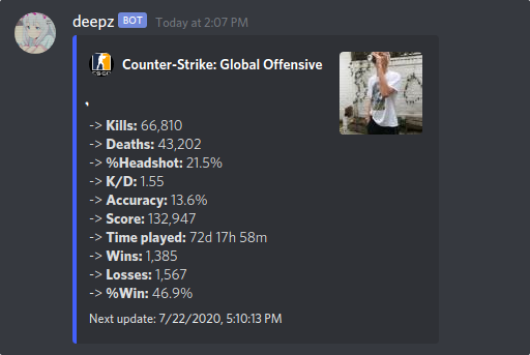 deepz BOT Today at 2:07 PM
Counter-Strike: Global Offensive
,
-> Kills: 66,810
-> Deaths: 43,202
-> %Headshot: 21.5%
-> K/D: 1.55
-> Accuracy: 13.6%
-> Score: 132,947
-> Time played: 72d 17h 58m
-> Wins: 1,385
-> Losses: 1,567
-> %Win: 46.9%
Next update: 7/22/2020, 5:10:13 PM